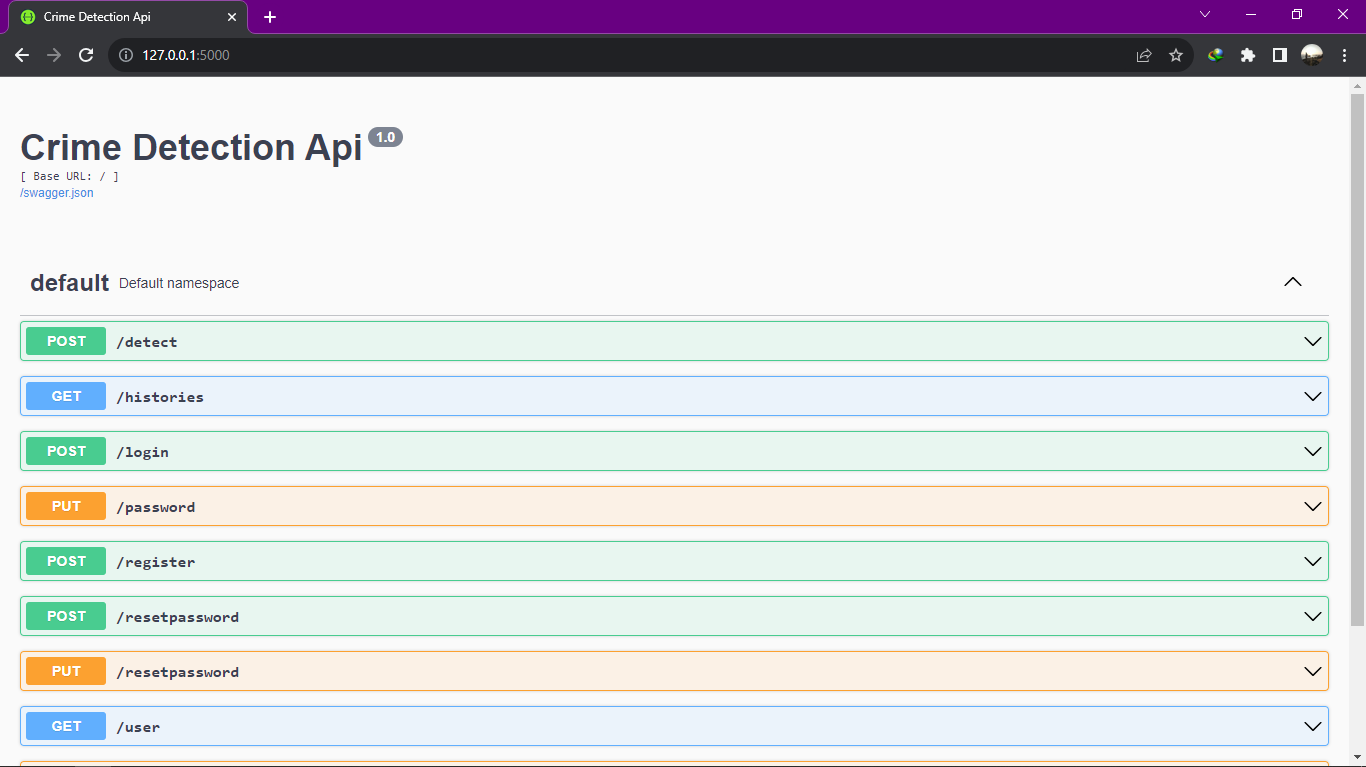 Crime Detection Api
127.0.0.1:5000
Crime Detection Api 1.0
[ Base URL: / ]
/swagger.json
default Default namespace
POST /detect
GET /histories
POST /login
PUT /password
POST /register
POST /resetpassword
PUT /resetpassword
GET /user